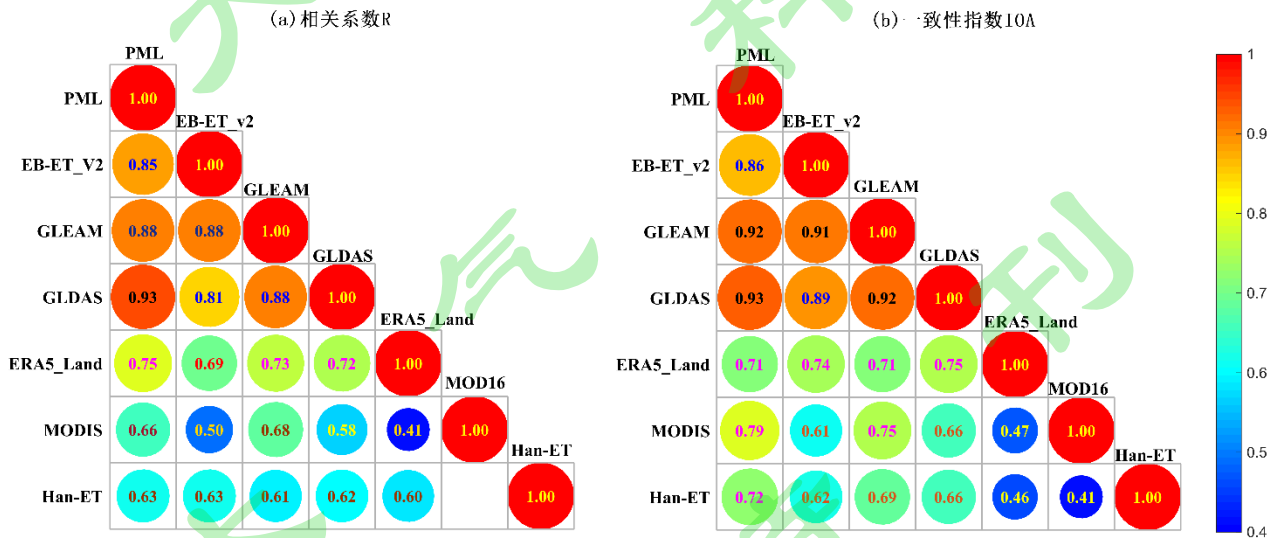 (a)相关系数R
PML
PML 1.00
EB-ET_v2
EB-ET_V2 0.85 1.00
GLEAM
GLEAM 0.88 0.88 1.00
GLDAS
GLDAS 0.93 0.81 0.88 1.00
ERA5_Land
ERA5_Land 0.75 0.69 0.73 0.72 1.00
MOD16
MODIS 0.66 0.50 0.68 0.58 0.41 1.00
Han-ET
Han-ET 0.63 0.63 0.61 0.62 0.60 1.00
(b)一致性指数IOA
PML
PML 1.00
EB-ET_v2
EB-ET_v2 0.86 1.00
GLEAM
GLEAM 0.92 0.91 1.00
GLDAS
GLDAS 0.93 0.89 0.92 1.00
ERA5_Land
ERA5_Land 0.71 0.74 0.71 0.75 1.00
MOD16
MODIS 0.79 0.61 0.75 0.66 0.47 1.00
Han-ET
Han-ET 0.72 0.62 0.69 0.66 0.46 0.41 1.00
1
0.9
0.8
0.7
0.6
0.5
0.4
气
刊